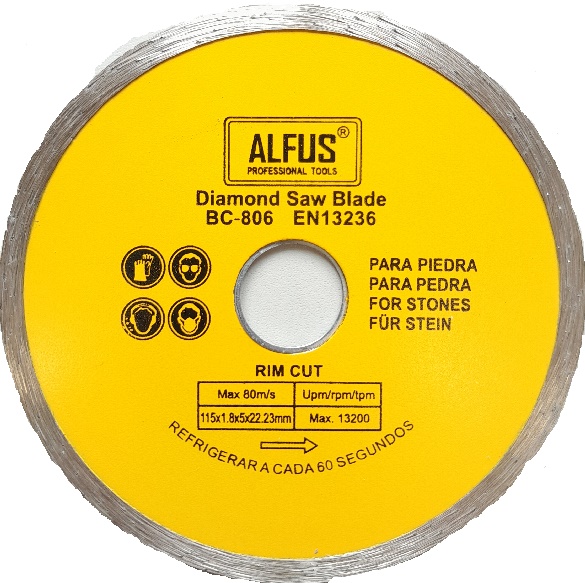 ALFUS®
PROFESSIONAL TOOLS
Diamond Saw Blade
BC-806 EN13236
PARA PIEDRA
PARA PEDRA
FOR STONES
FÜR STEIN
RIM CUT
Max 80m/s Upm/rpm/tpm
115x1.8x5x22.23mm Max. 13200
REFRIGERAR A CADA 60 SEGUNDOS